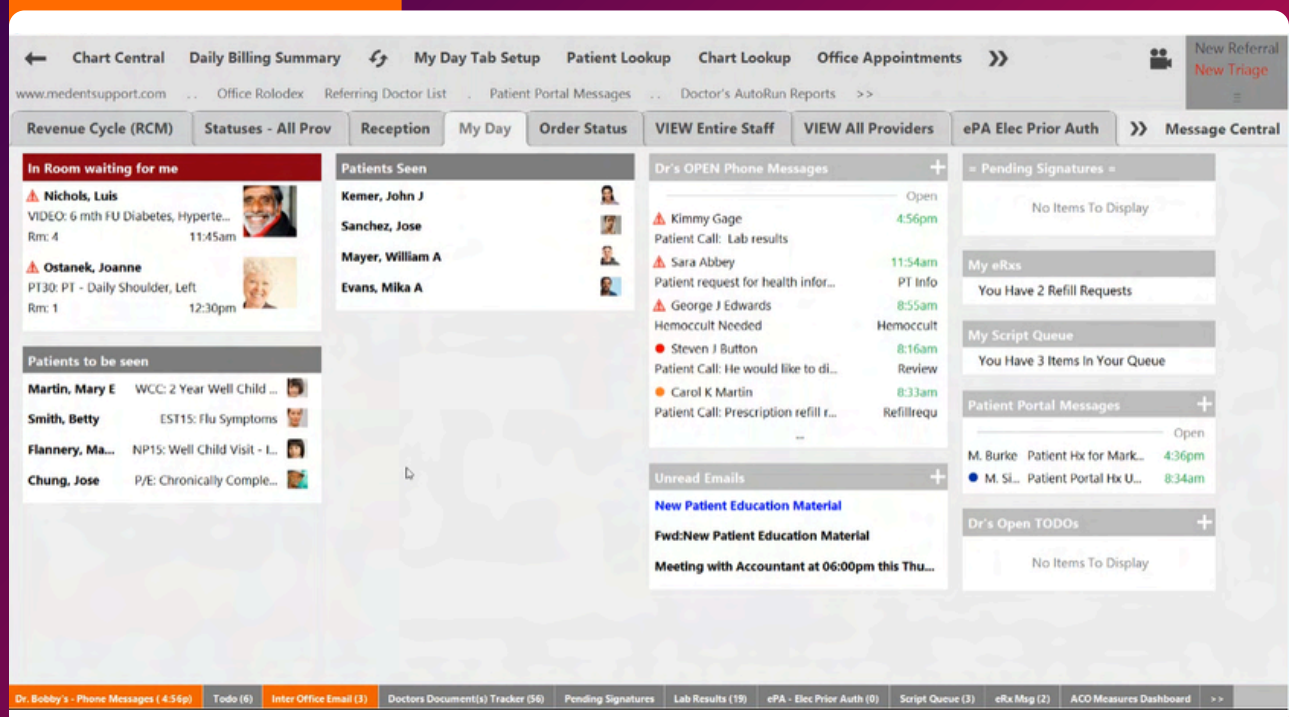 Chart Central Daily Billing Summary My Day Tab Setup Patient Lookup Chart Lookup Office Appointments »
New Referral
New Triage
www.medentsupport.com .. Office Rolodex Referring Doctor List . Patient Portal Messages .. Doctor's AutoRun Reports >>
Revenue Cycle (RCM) Statuses - All Prov Reception My Day Order Status VIEW Entire Staff VIEW All Providers ePA Elec Prior Auth » Message Central
In Room waiting for me
Nichols, Luis
VIDEO: 6 mth FU Diabetes, Hyperte...
Rm: 4 11:45am
Ostanek, Joanne
PT30: PT - Daily Shoulder, Left
Rm: 1 12:30pm
Patients to be seen
Martin, Mary E WCC: 2 Year Well Child ...
Smith, Betty EST15: Flu Symptoms
Flannery, Ma... NP15: Well Child Visit - I...
Chung, Jose P/E: Chronically Comple...
Patients Seen
Kemer, John J
Sanchez, Jose
Mayer, William A
Evans, Mika A
Dr's OPEN Phone Messages +
Open
Kimmy Gage 4:56pm
Patient Call: Lab results
Sara Abbey 11:54am
Patient request for health infor... PT Info
George J Edwards 8:55am
Hemoccult Needed Hemoccult
Steven J Button 8:16am
Patient Call: He would like to di... Review
Carol K Martin 8:33am
Patient Call: Prescription refill r... Refillrequ
...
Unread Emails +
New Patient Education Material
Fwd:New Patient Education Material
Meeting with Accountant at 06:00pm this Thu...
= Pending Signatures =
No Items To Display
My eRxs
You Have 2 Refill Requests
My Script Queue
You Have 3 Items In Your Queue
Patient Portal Messages +
Open
M. Burke Patient Hx for Mark... 4:36pm
M. Si... Patient Portal Hx U... 8:34am
Dr's Open TODOs +
No Items To Display
Dr. Bobby's - Phone Messages ( 4:56p) Todo (6) Inter Office Email (3) Doctors Document(s) Tracker (56) Pending Signatures Lab Results (19) ePA - Elec Prior Auth (0) Script Queue (3) eRx Msg (2) ACO Measures Dashboard >>